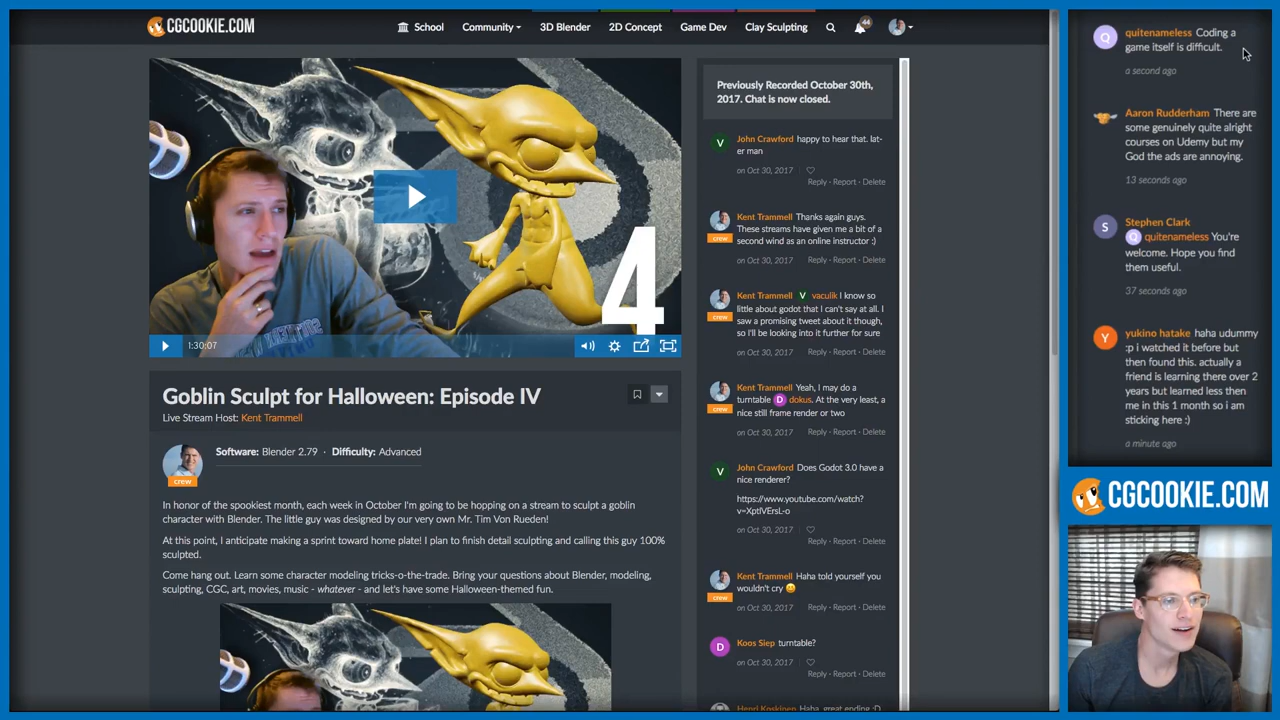 CGCOOKIE.COM
School
Community
3D Blender
2D Concept
Game Dev
Clay Sculpting
44
4
1:30:07
Goblin Sculpt for Halloween: Episode IV
Live Stream Host: Kent Trammell
crew
Software: Blender 2.79 · Difficulty: Advanced
In honor of the spookiest month, each week in October I'm going to be hopping on a stream to sculpt a goblin
character with Blender. The little guy was designed by our very own Mr. Tim Von Rueden!
At this point, I anticipate making a sprint toward home plate! I plan to finish detail sculpting and calling this guy 100%
sculpted.
Come hang out. Learn some character modeling tricks-o-the-trade. Bring your questions about Blender, modeling,
sculpting, CGC, art, movies, music - whatever - and let's have some Halloween-themed fun.
Previously Recorded October 30th,
2017. Chat is now closed.
V
John Crawford happy to hear that. lat-
er man
on Oct 30, 2017
Reply · Report · Delete
crew
Kent Trammell Thanks again guys.
These streams have given me a bit of a
second wind as an online instructor :)
on Oct 30, 2017 Reply · Report · Delete
crew
Kent Trammell V vaculik I know so
little about godot that I can't say at all. I
saw a promising tweet about it though,
so I'll be looking into it further for sure
on Oct 30, 2017 Reply · Report · Delete
crew
Kent Trammell Yeah, I may do a
turntable D dokus. At the very least, a
nice still frame render or two
on Oct 30, 2017 Reply · Report · Delete
V
John Crawford Does Godot 3.0 have a
nice renderer?
https://www.youtube.com/watch?
v=XptlVErsL-o
on Oct 30, 2017
Reply · Report · Delete
crew
Kent Trammell Haha told yourself you
wouldn't cry 😄
on Oct 30, 2017 Reply · Report · Delete
D
Koos Siep turntable?
on Oct 30, 2017
Reply · Report · Delete
Henri Koskinen Haha, great ending :D
Q
quitenameless Coding a
game itself is difficult.
a second ago
Aaron Rudderham There are
some genuinely quite alright
courses on Udemy but my
God the ads are annoying.
13 seconds ago
S
Stephen Clark
Q quitenameless You're
welcome. Hope you find
them useful.
37 seconds ago
Y
yukino hatake haha udummy
:p i watched it before but
then found this. actually a
friend is learning there over 2
years but learned less then
me in this 1 month so i am
sticking here :)
a minute ago
CGCOOKIE.COM